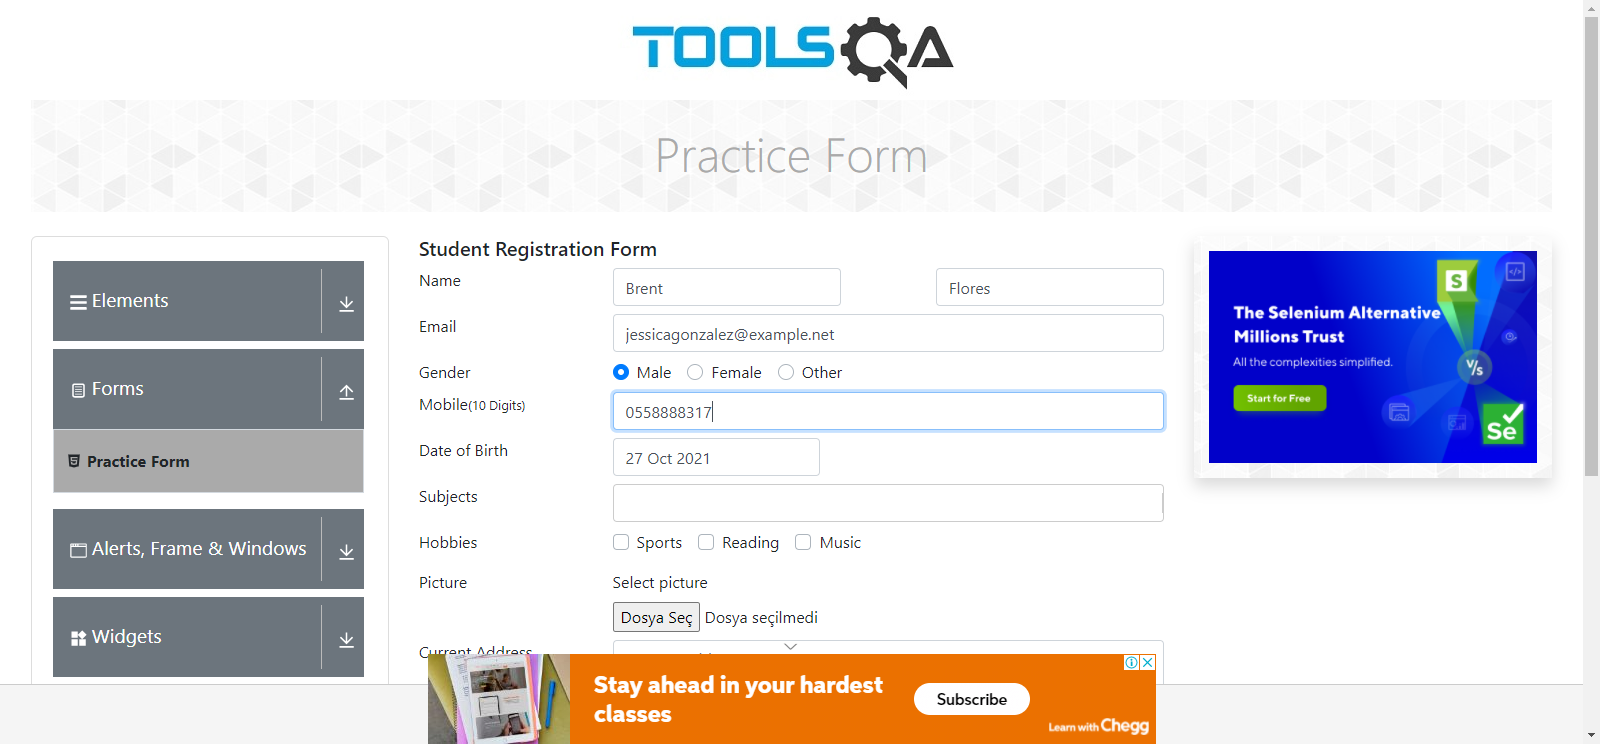 TOOLSQA
Practice Form
Elements
Forms
Practice Form
Alerts, Frame & Windows
Widgets
Student Registration Form
Name
Brent
Flores
Email
jessicagonzalez@example.net
Gender
Male
Female
Other
Mobile(10 Digits)
0558888317
Date of Birth
27 Oct 2021
Subjects
Hobbies
Sports
Reading
Music
Picture
Select picture
Dosya Seç
Dosya seçilmedi
Current Address
The Selenium Alternative
Millions Trust
All the complexities simplified.
Start for Free
S
V/s
Se
Stay ahead in your hardest
classes
Subscribe
Learn with Chegg